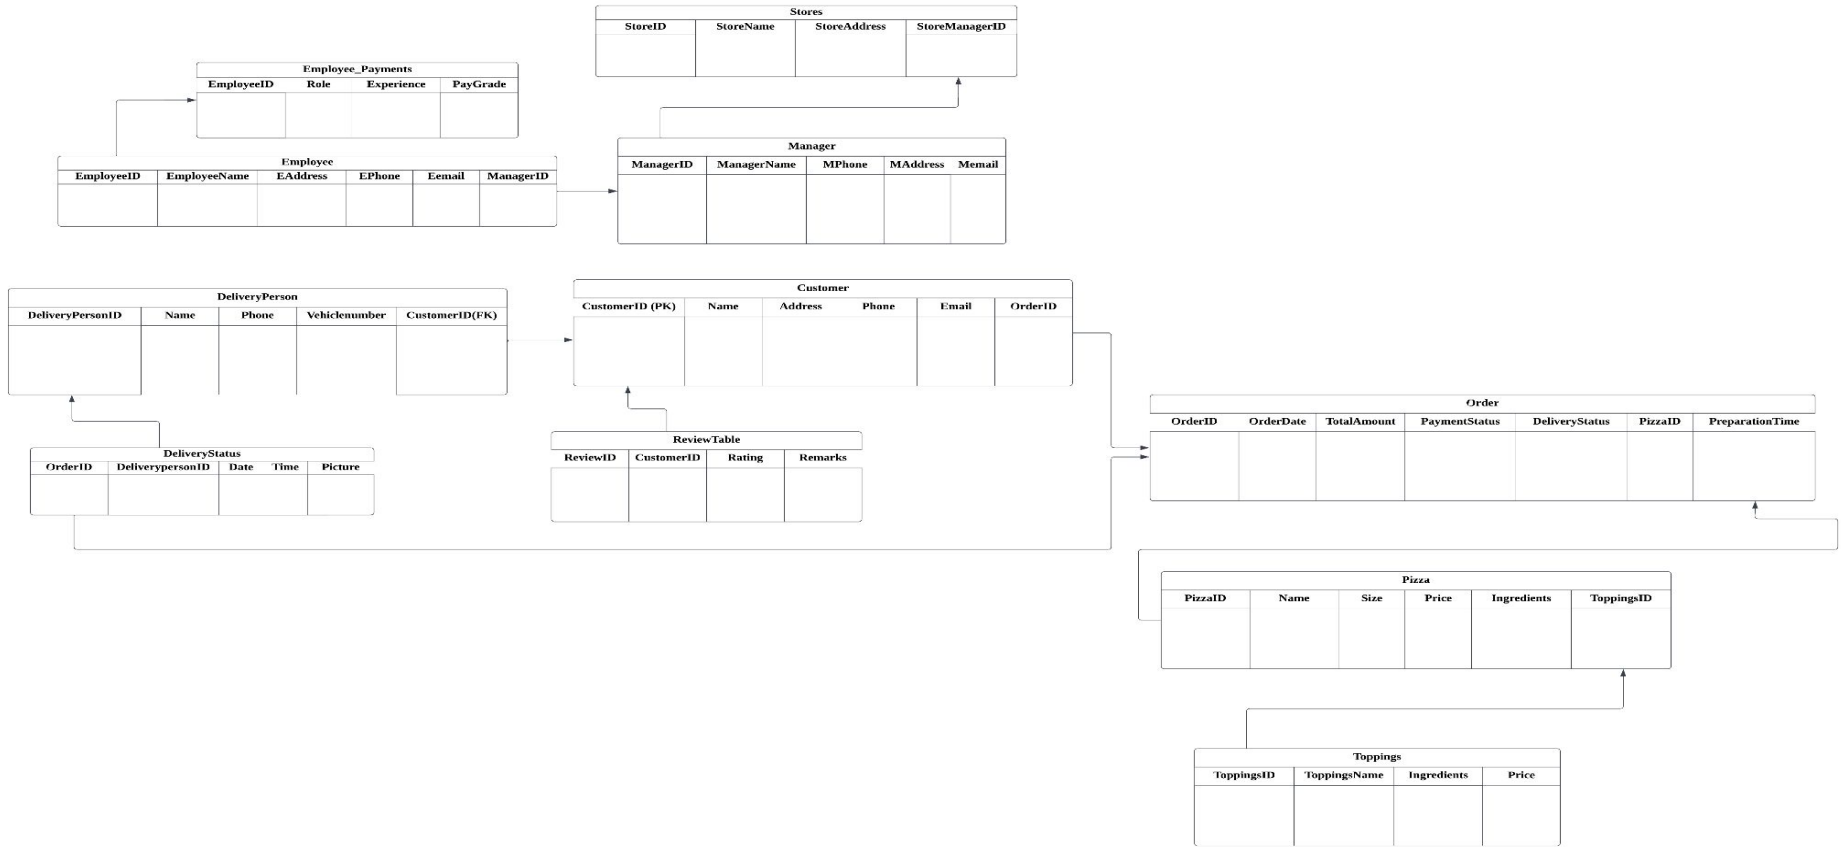 Stores
StoreID StoreName StoreAddress StoreManagerID
Employee_Payments
EmployeeID Role Experience PayGrade
Employee
EmployeeID EmployeeName EAddress EPhone Eemail ManagerID
Manager
ManagerID ManagerName MPhone MAddress Memail
DeliveryPerson
DeliveryPersonID Name Phone Vehiclenumber CustomerID(FK)
Customer
CustomerID (PK) Name Address Phone Email OrderID
DeliveryStatus
OrderID DeliverypersonID Date Time Picture
ReviewTable
ReviewID CustomerID Rating Remarks
Order
OrderID OrderDate TotalAmount PaymentStatus DeliveryStatus PizzaID PreparationTime
Pizza
PizzaID Name Size Price Ingredients ToppingsID
Toppings
ToppingsID ToppingsName Ingredients Price